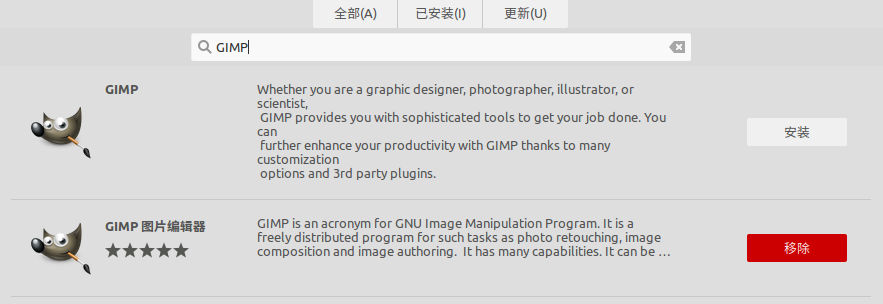 全部(A) 已安装(I) 更新(U)
GIMP
GIMP
Whether you are a graphic designer, photographer, illustrator, or
scientist,
GIMP provides you with sophisticated tools to get your job done. You
can
further enhance your productivity with GIMP thanks to many
customization
options and 3rd party plugins.
安装
GIMP 图片编辑器
GIMP is an acronym for GNU Image Manipulation Program. It is a
freely distributed program for such tasks as photo retouching, image
composition and image authoring.  It has many capabilities. It can be ...
移除